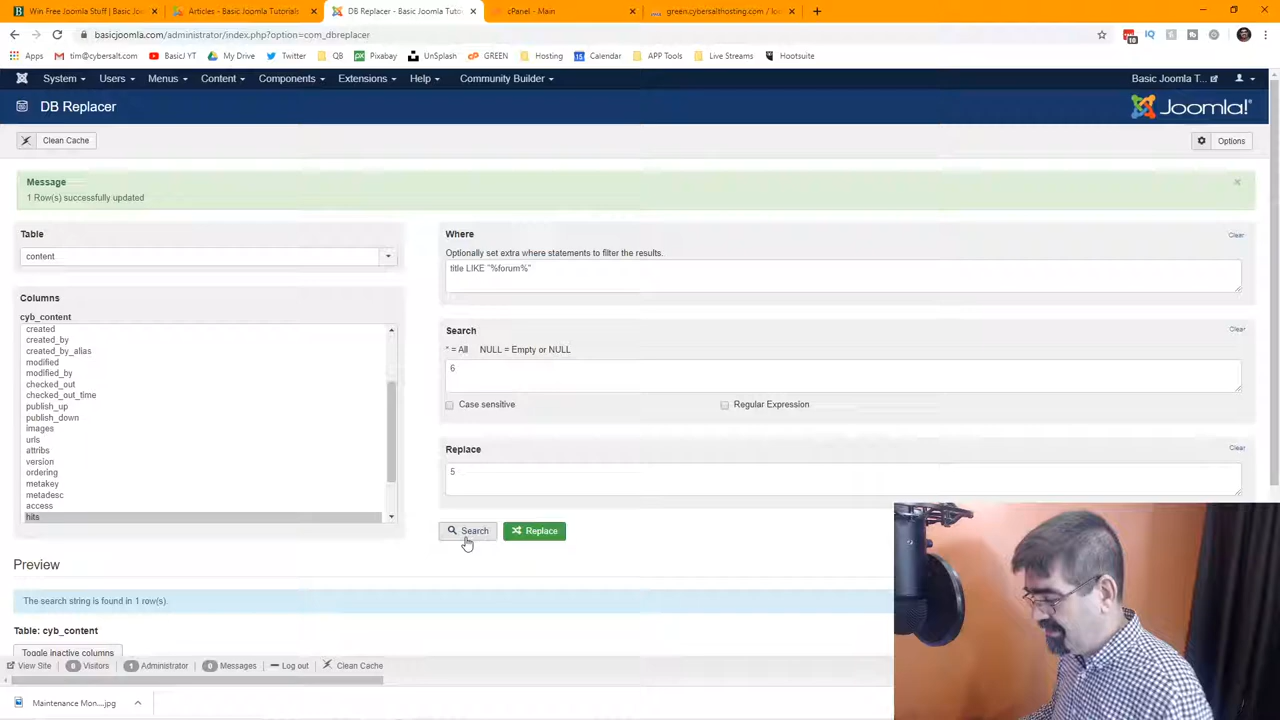 Win Free Joomla Stuff | Basic Joo
Articles - Basic Joomla Tutorials
DB Replacer - Basic Joomla Tuto
cPanel - Main
green.cybersalthosting.com / loc
basicjoomla.com/administrator/index.php?option=com_dbreplacer
Apps
tim@cybersalt.com
BasicJ YT
My Drive
Twitter
QB
Pixabay
UnSplash
GREEN
Hosting
Calendar
APP Tools
Live Streams
Hootsuite
System
Users
Menus
Content
Components
Extensions
Help
Community Builder
Basic Joomla T...
DB Replacer
Joomla!
Clean Cache
Options
Message
1 Row(s) successfully updated
Table
content
Columns
cyb_content
created
created_by
created_by_alias
modified
modified_by
checked_out
checked_out_time
publish_up
publish_down
images
urls
attribs
version
ordering
metakey
metadesc
access
hits
Where
Clear
Optionally set extra where statements to filter the results.
title LIKE "%forum%"
Search
Clear
* = All NULL = Empty or NULL
6
Case sensitive
Regular Expression
Replace
Clear
5
Search
Replace
Preview
The search string is found in 1 row(s).
Table: cyb_content
Toggle inactive columns
View Site
0 Visitors
1 Administrator
0 Messages
Log out
Clean Cache
Maintenance Mon....jpg